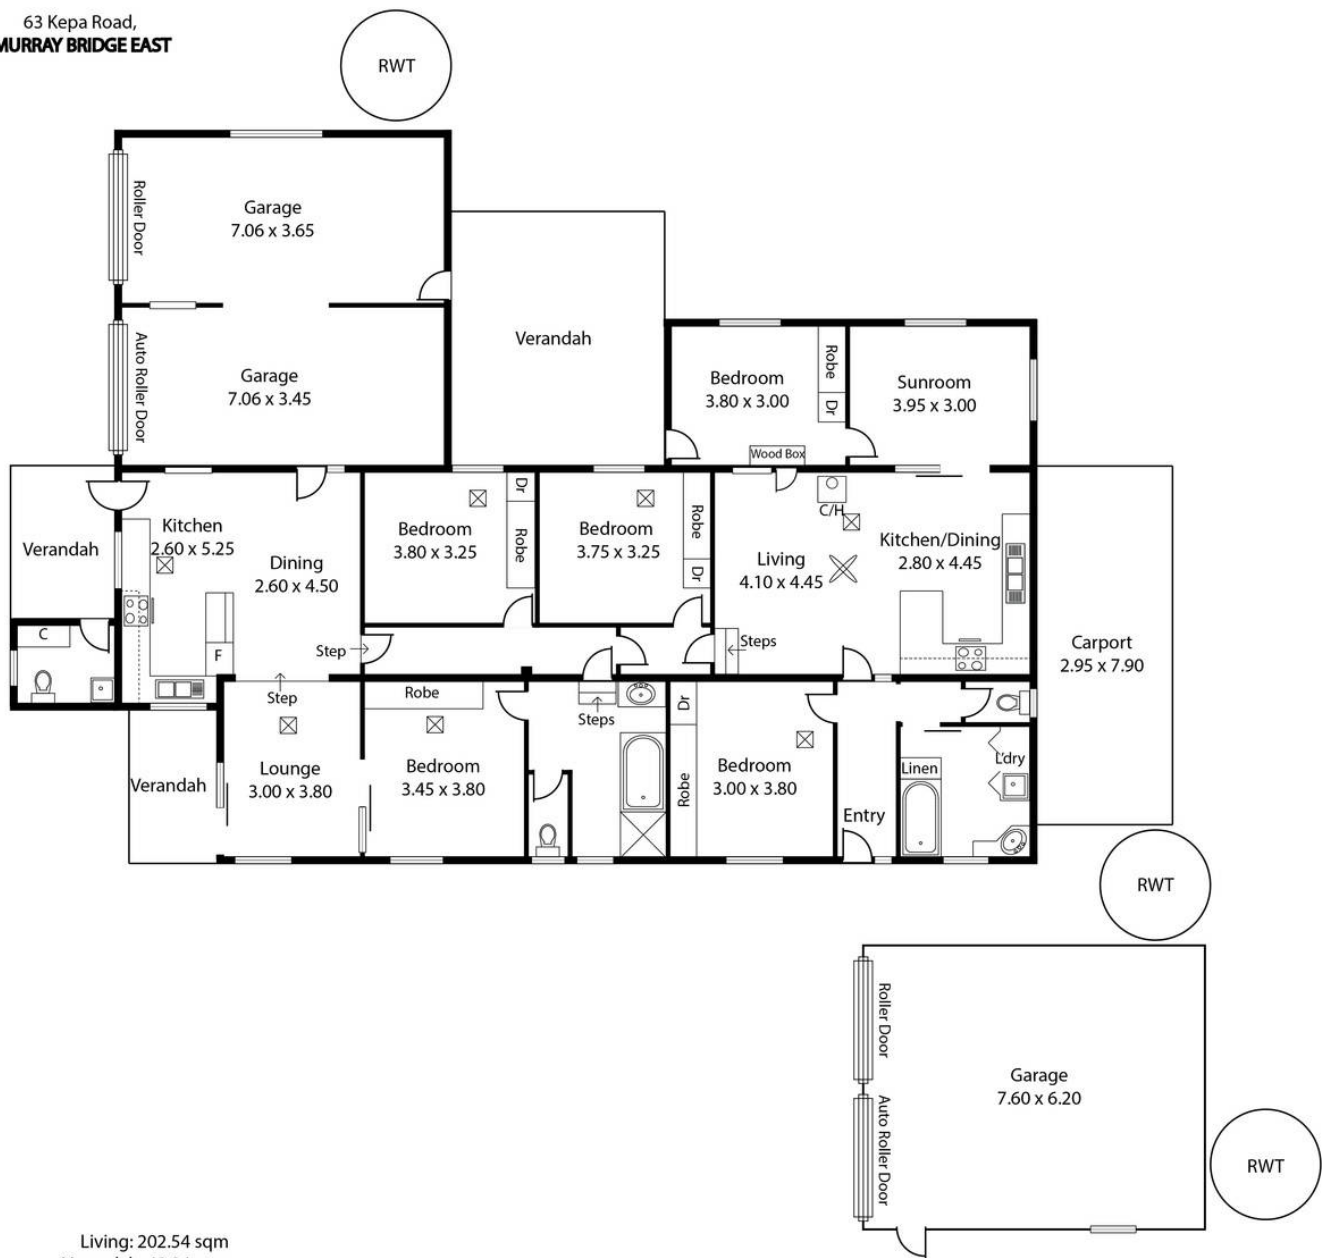 63 Kepa Road,
MURRAY BRIDGE EAST
RWT
Roller Door
Garage
7.06 x 3.65
Auto Roller Door
Garage
7.06 x 3.45
Verandah
Bedroom
3.80 x 3.00
Robe
Dr
Wood Box
Sunroom
3.95 x 3.00
Verandah
Kitchen
2.60 x 5.25
Dining
2.60 x 4.50
F
Step
Step
Bedroom
3.80 x 3.25
Dr
Robe
Bedroom
3.75 x 3.25
Robe
Dr
Living
4.10 x 4.45
C/H
Steps
Kitchen/Dining
2.80 x 4.45
Carport
2.95 x 7.90
C
Verandah
Lounge
3.00 x 3.80
Robe
Bedroom
3.45 x 3.80
Steps
Dr
Robe
Bedroom
3.00 x 3.80
Entry
Linen
L'dry
RWT
Roller Door
Auto Roller Door
Garage
7.60 x 6.20
RWT
Living: 202.54 sqm